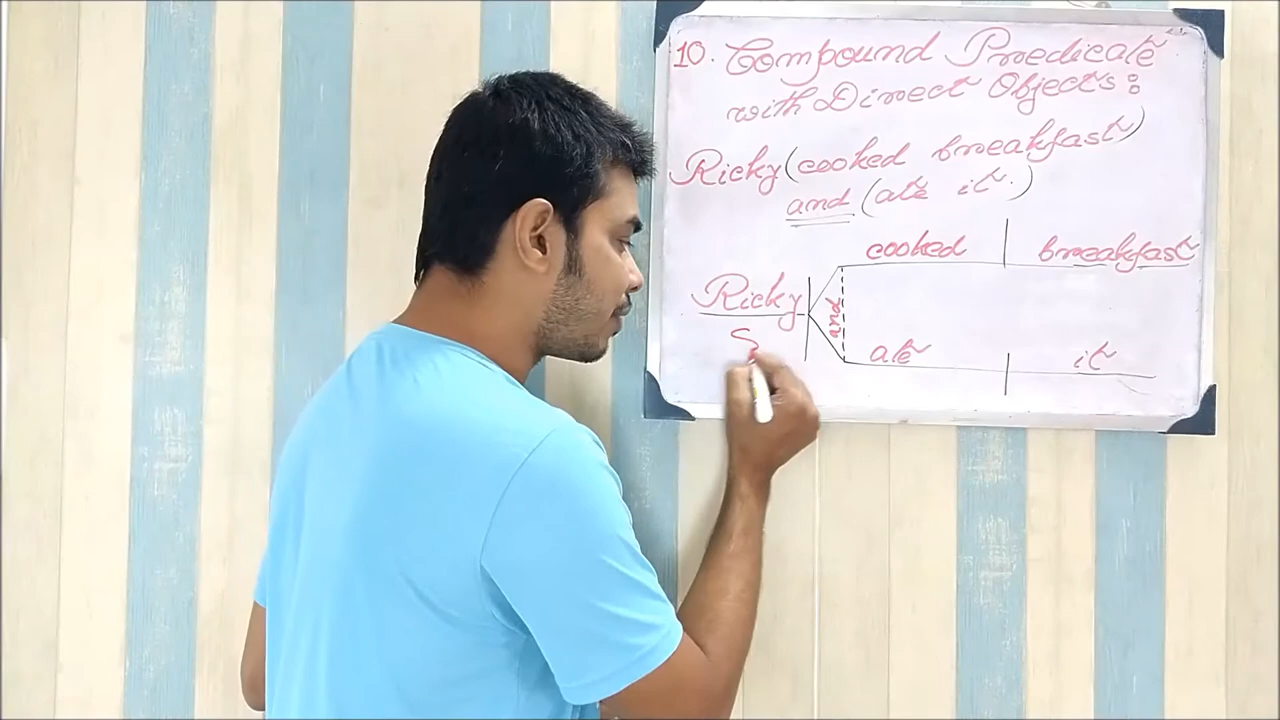 10. Compound Predicate
with Direct Objects:
Ricky (cooked breakfast)
and (ate it.)
cooked breakfast
Ricky and
S
ate it